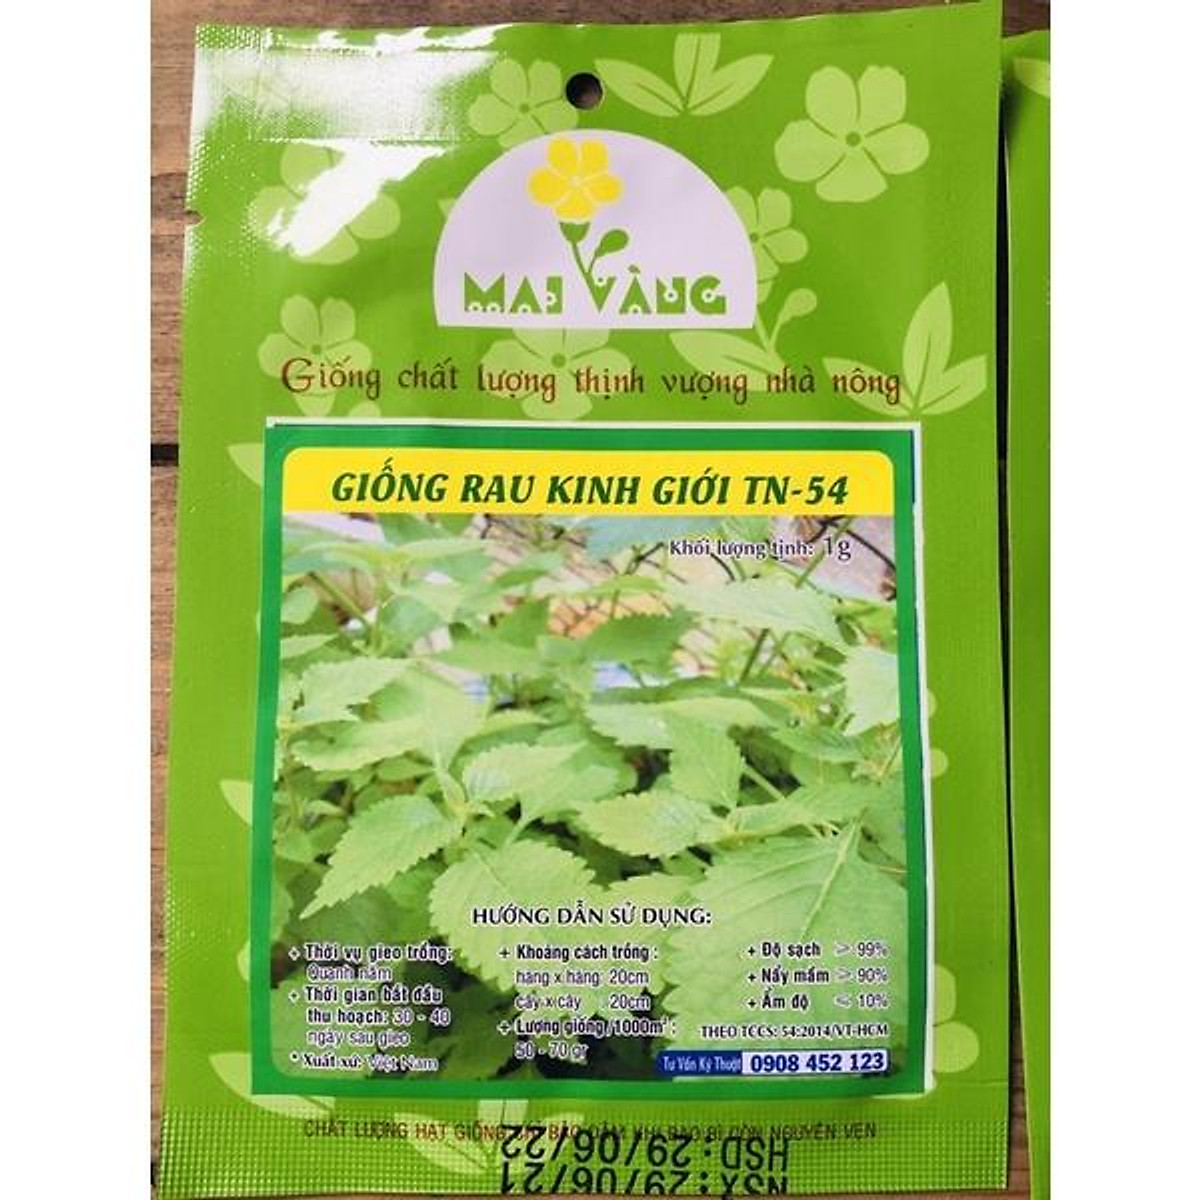 MAI VÀNG
Giống chất lượng thịnh vượng nhà nông
GIỐNG RAU KINH GIỚI TN-54
Khối lượng tịnh: 1g
HƯỚNG DẪN SỬ DỤNG:
+ Thời vụ gieo trồng:
Quanh năm
+ Thời gian bắt đầu
thu hoạch: 30 - 40
ngày sau gieo
* Xuất xứ: Việt Nam
+ Khoảng cách trồng :
hàng x hàng: 20cm
cây x cây : 20cm
+ Lượng giống/1000m² :
50 - 70 gr
+ Độ sạch ≥ 99%
+ Nẩy mầm ≥ 90%
+ Ẩm độ ≤ 10%
THEO TCCS: 54:2014/VT-HCM
Tư Vấn Kỹ Thuật 0908 452 123
CHẤT LƯỢNG HẠT GIỐNG CHỈ BẢO ĐẢM KHI BAO BÌ CÒN NGUYÊN VẸN
HSD:29/06/22
NSX:29/06/21